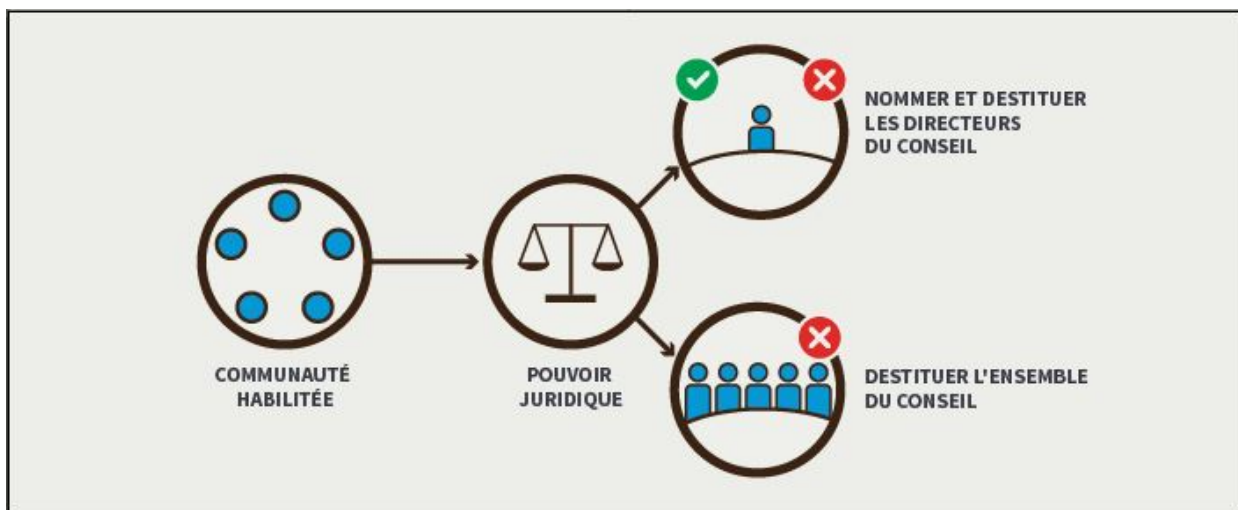 NOMMER ET DESTITUER
LES DIRECTEURS
DU CONSEIL
COMMUNAUTÉ
HABILITÉE
POUVOIR
JURIDIQUE
DESTITUER L'ENSEMBLE
DU CONSEIL